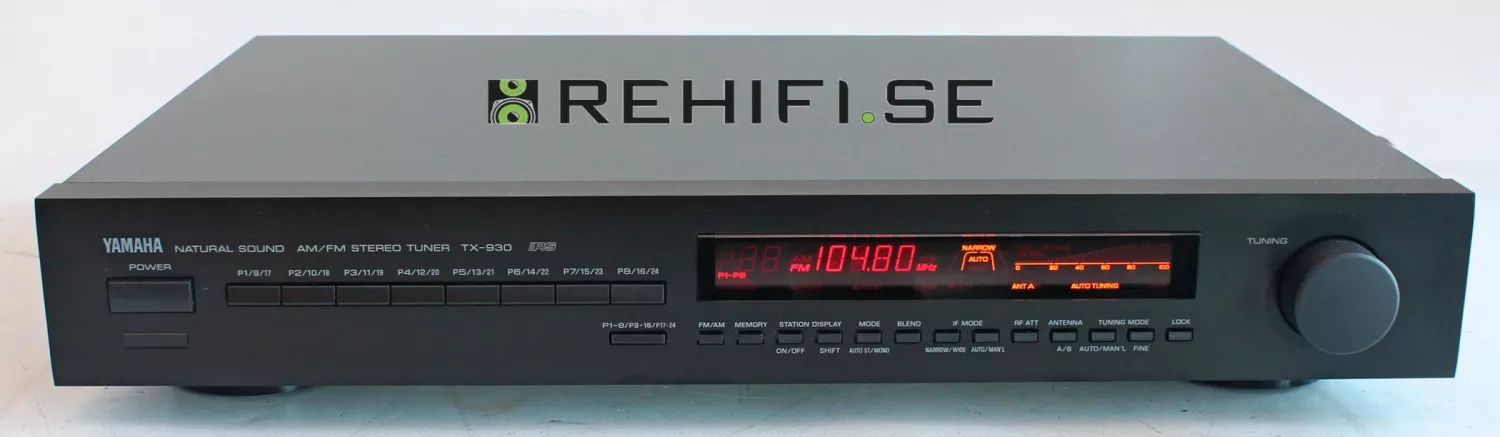 REHIFI.SE
YAMAHA NATURAL SOUND AM/FM STEREO TUNER TX-930 RS
POWER
P1/9/17 P2/10/18 P3/11/19 P4/12/20 P5/13/21 P6/14/22 P7/15/23 P8/16/24
P1-8/P9-16/P17-24
P1-P8 FM 104.80 MHz
NARROW
AUTO
0 20 40 60 80 100
ANT A AUTO TUNING
TUNING
FM/AM MEMORY STATION DISPLAY MODE BLEND IF MODE RF ATT ANTENNA TUNING MODE LOCK
ON/OFF SHIFT AUTO ST/MONO NARROW/WIDE AUTO/MAN'L A/B AUTO/MAN'L FINE